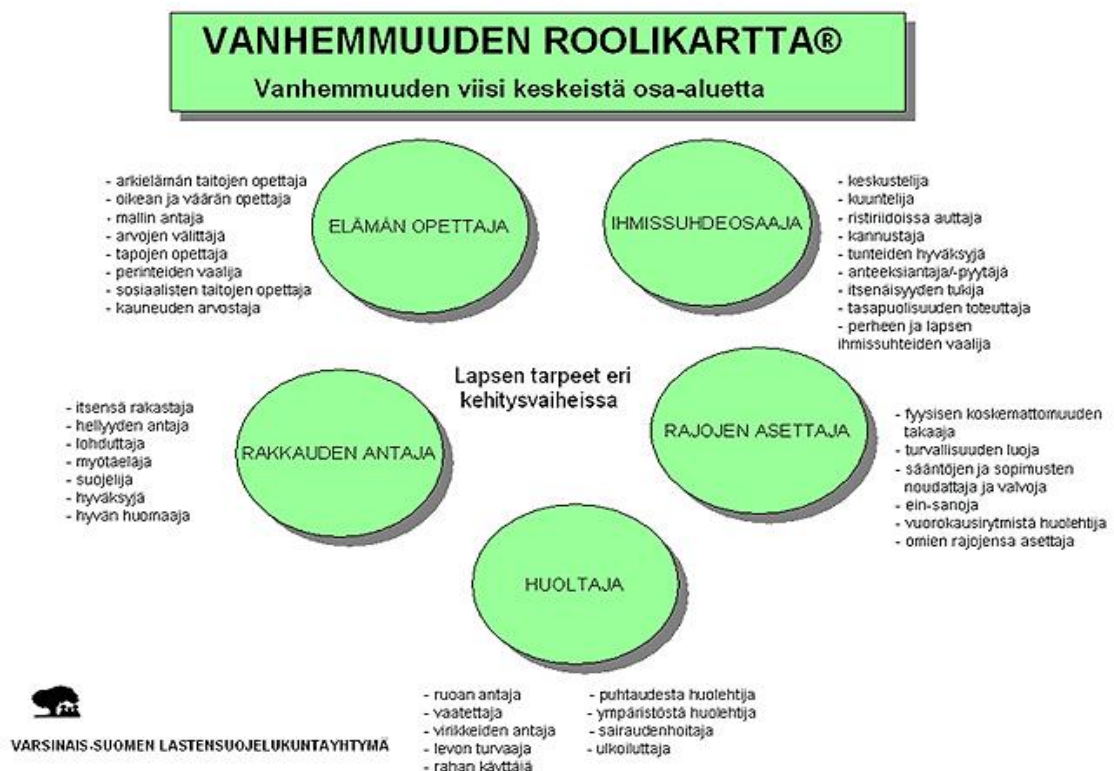 VANHEMMUUDEN ROOLIKARTTA®
Vanhemmuuden viisi keskeistä osa-aluetta
- arkielämän taitojen opettaja
- oikean ja väärän opettaja
- mallin antaja
- arvojen välittäjä
- tapojen opettaja
- perinteiden vaalija
- sosiaalisten taitojen opettaja
- kauneuden arvostaja
ELÄMÄN OPETTAJA
IHMISSUHDEOSAAJA
- keskustelija
- kuuntelija
- ristiriidoissa auttaja
- kannustaja
- tunteiden hyväksyjä
- anteeksiantaja/-pyytäjä
- itsenäisyyden tukija
- tasapuolisuuden toteuttaja
- perheen ja lapsen
ihmissuhteiden vaalija
Lapsen tarpeet eri
kehitysvaiheissa
- itsensä rakastaja
- hellyyden antaja
- lohduttaja
- myötäeläjä
- suojelija
- hyväksyjä
- hyvän huomaaja
RAKKAUDEN ANTAJA
RAJOJEN ASETTAJA
- fyysisen koskemattomuuden
takaaja
- turvallisuuden luoja
- sääntöjen ja sopimusten
noudattaja ja valvoja
- ein-sanoja
- vuorokausirytmistä huolehtija
- omien rajojensa asettaja
HUOLTAJA
- ruoan antaja
- vaatettaja
- virikkeiden antaja
- levon turvaaja
- rahan käyttäjä
- puhtaudesta huolehtija
- ympäristöstä huolehtija
- sairaudenhoitaja
- ulkoiluttaja
VARSINAIS-SUOMEN LASTENSUOJELUKUNTAYHTYMÄ